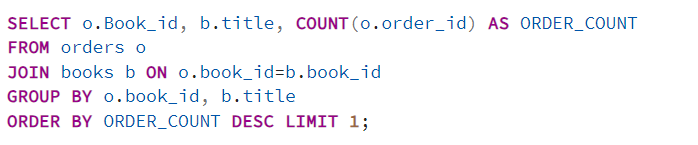 SELECT o.Book_id, b.title, COUNT(o.order_id) AS ORDER_COUNT
FROM orders o
JOIN books b ON o.book_id=b.book_id
GROUP BY o.book_id, b.title
ORDER BY ORDER_COUNT DESC LIMIT 1;